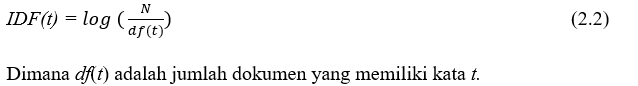 IDF(t) = log (N/df(t)) (2.2)
Dimana df(t) adalah jumlah dokumen yang memiliki kata t.